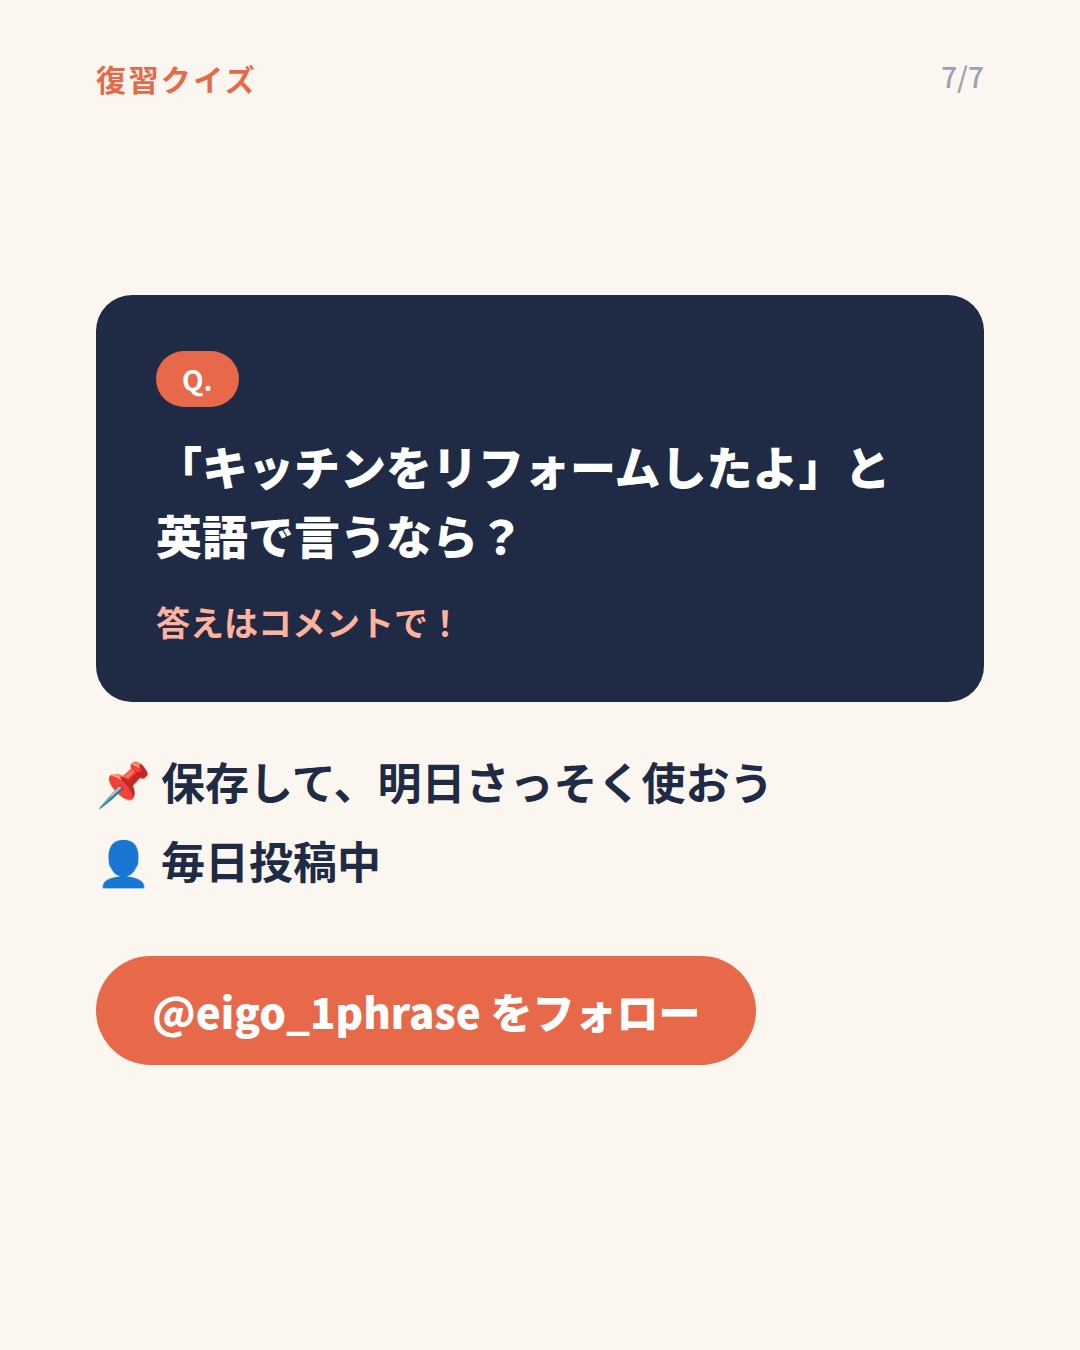 復習クイズ
7/7
Q.
「キッチンをリフォームしたよ」と
英語で言うなら？
答えはコメントで！
📌 保存して、明日さっそく使おう
👤 毎日投稿中
@eigo_1phrase をフォロー